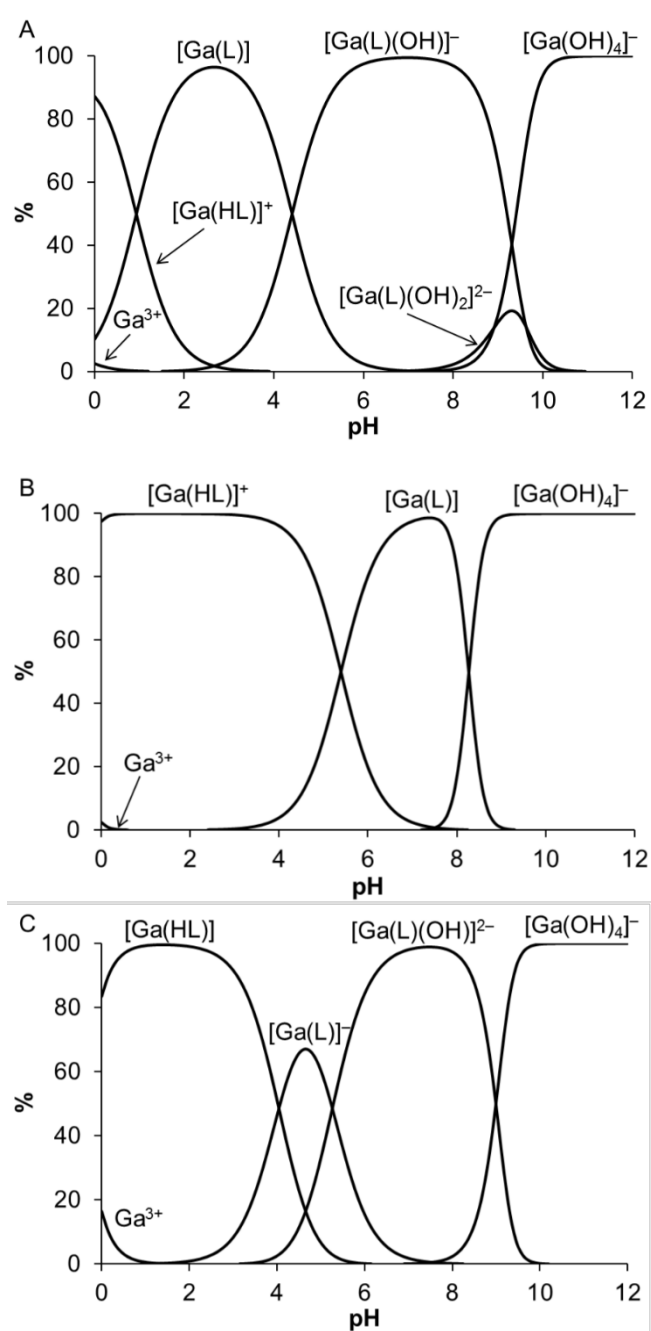 A
[Ga(L)] [Ga(L)(OH)]⁻ [Ga(OH)₄]⁻
100
80
60
40
20
0
%
[Ga(HL)]⁺
Ga³⁺
[Ga(L)(OH)₂]²⁻
0 2 4 6 8 10 12
pH
B
[Ga(HL)]⁺ [Ga(L)] [Ga(OH)₄]⁻
100
80
60
40
20
0
%
Ga³⁺
0 2 4 6 8 10 12
pH
C
[Ga(HL)] [Ga(L)(OH)]²⁻ [Ga(OH)₄]⁻
100
80
60
40
20
0
%
[Ga(L)]⁻
Ga³⁺
0 2 4 6 8 10 12
pH